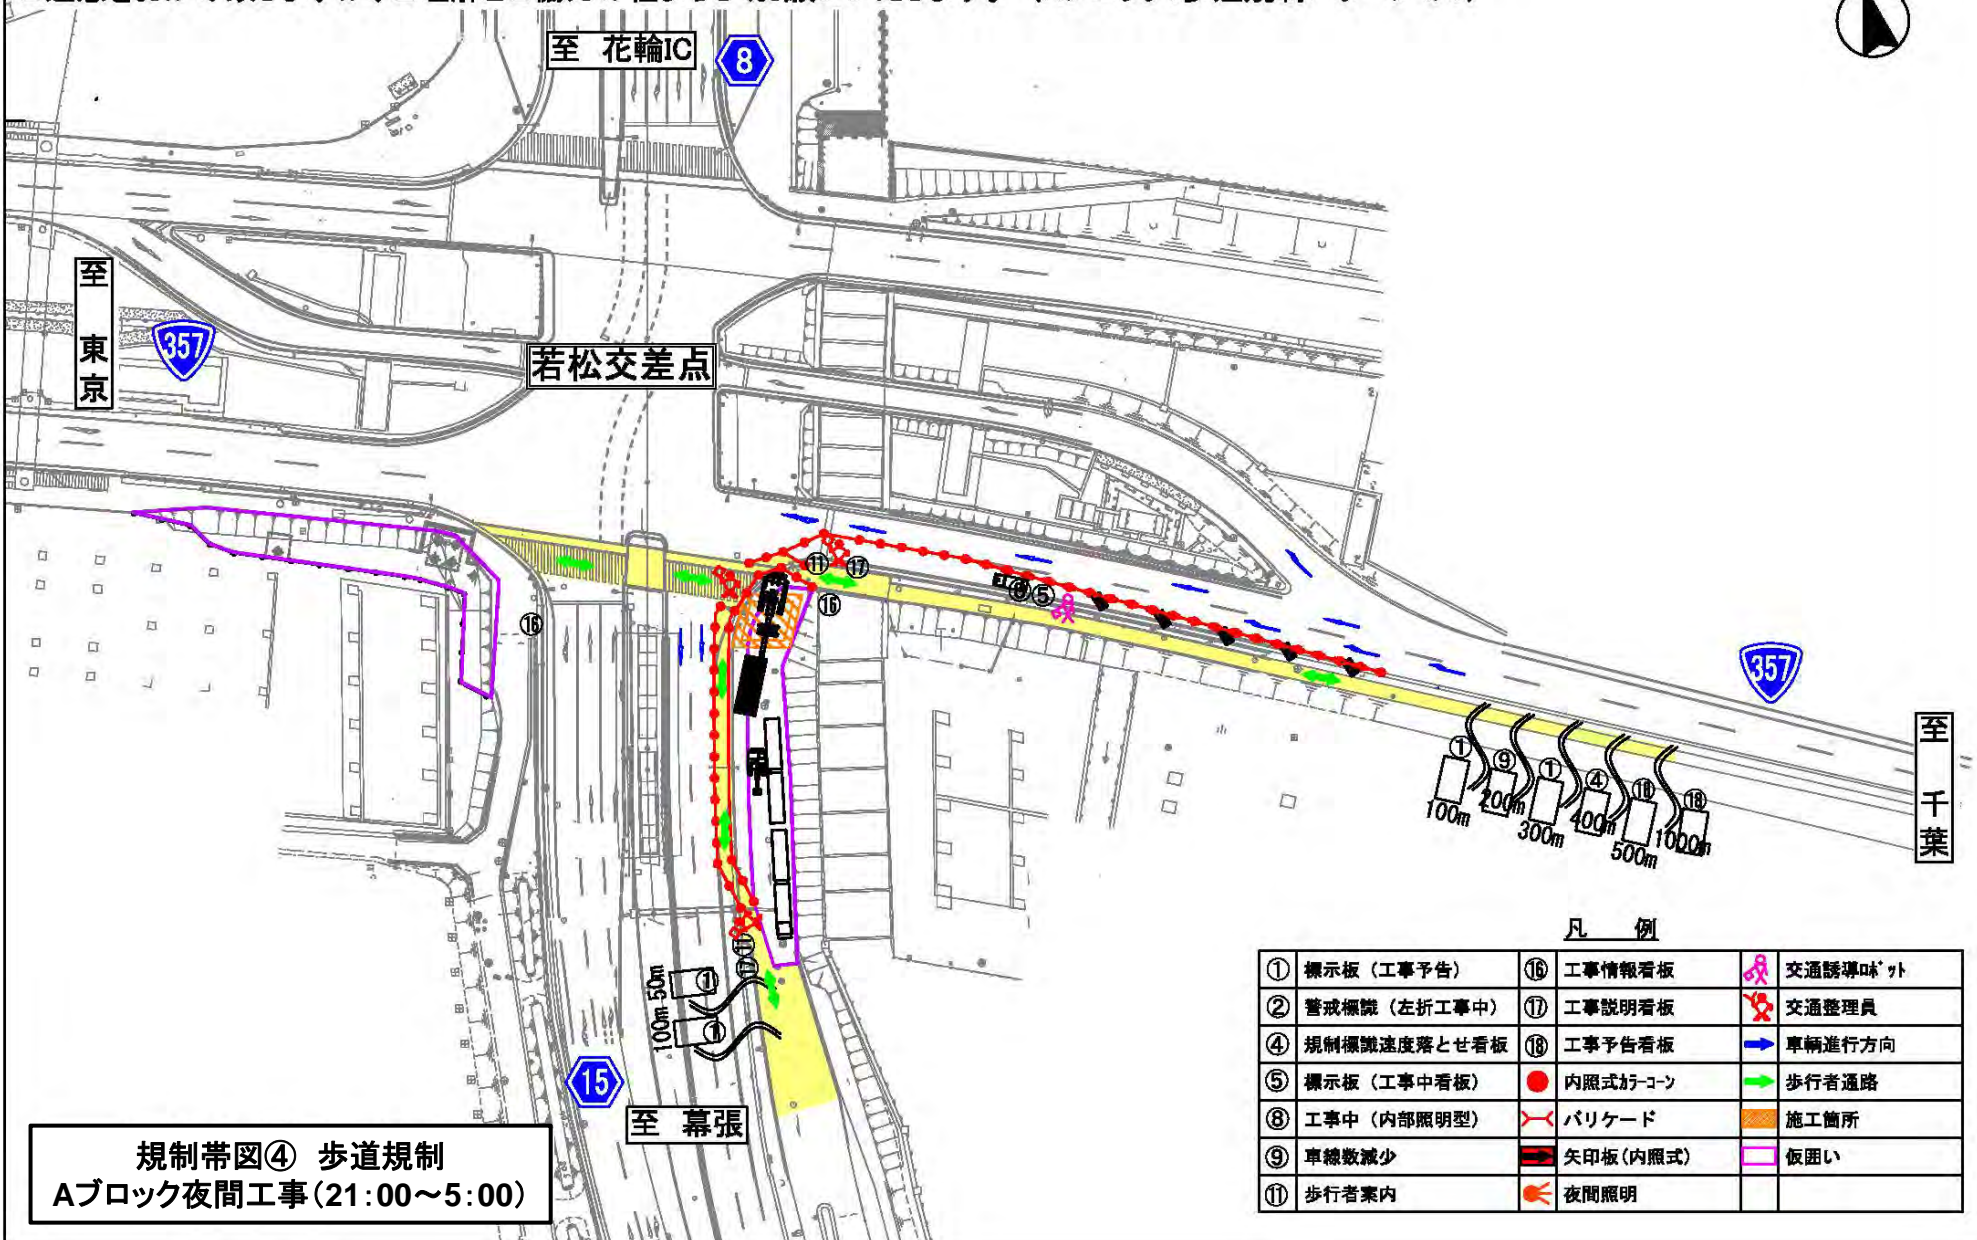 至 花輪IC
8
至東京
357
若松交差点
⑪
⑰
⑯
⑧
⑤
⑯
357
至千葉
①
⑨
①
④
⑱
⑱
100m
200m
300m
400m
500m
1000m
⑪
⑰
50m
①
100m
①
15
至 幕張
規制帯図④ 歩道規制
Aブロック夜間工事(21:00～5:00)
凡 例
① 標示板（工事予告） ⑯ 工事情報看板 交通誘導ﾛﾎﾞｯﾄ
② 警戒標識（左折工事中） ⑰ 工事説明看板 交通整理員
④ 規制標識速度落とせ看板 ⑱ 工事予告看板 車輌進行方向
⑤ 標示板（工事中看板） 内照式ｶﾗｰｺｰﾝ 歩行者通路
⑧ 工事中（内部照明型） バリケード 施工箇所
⑨ 車線数減少 矢印板(内照式) 仮囲い
⑪ 歩行者案内 夜間照明